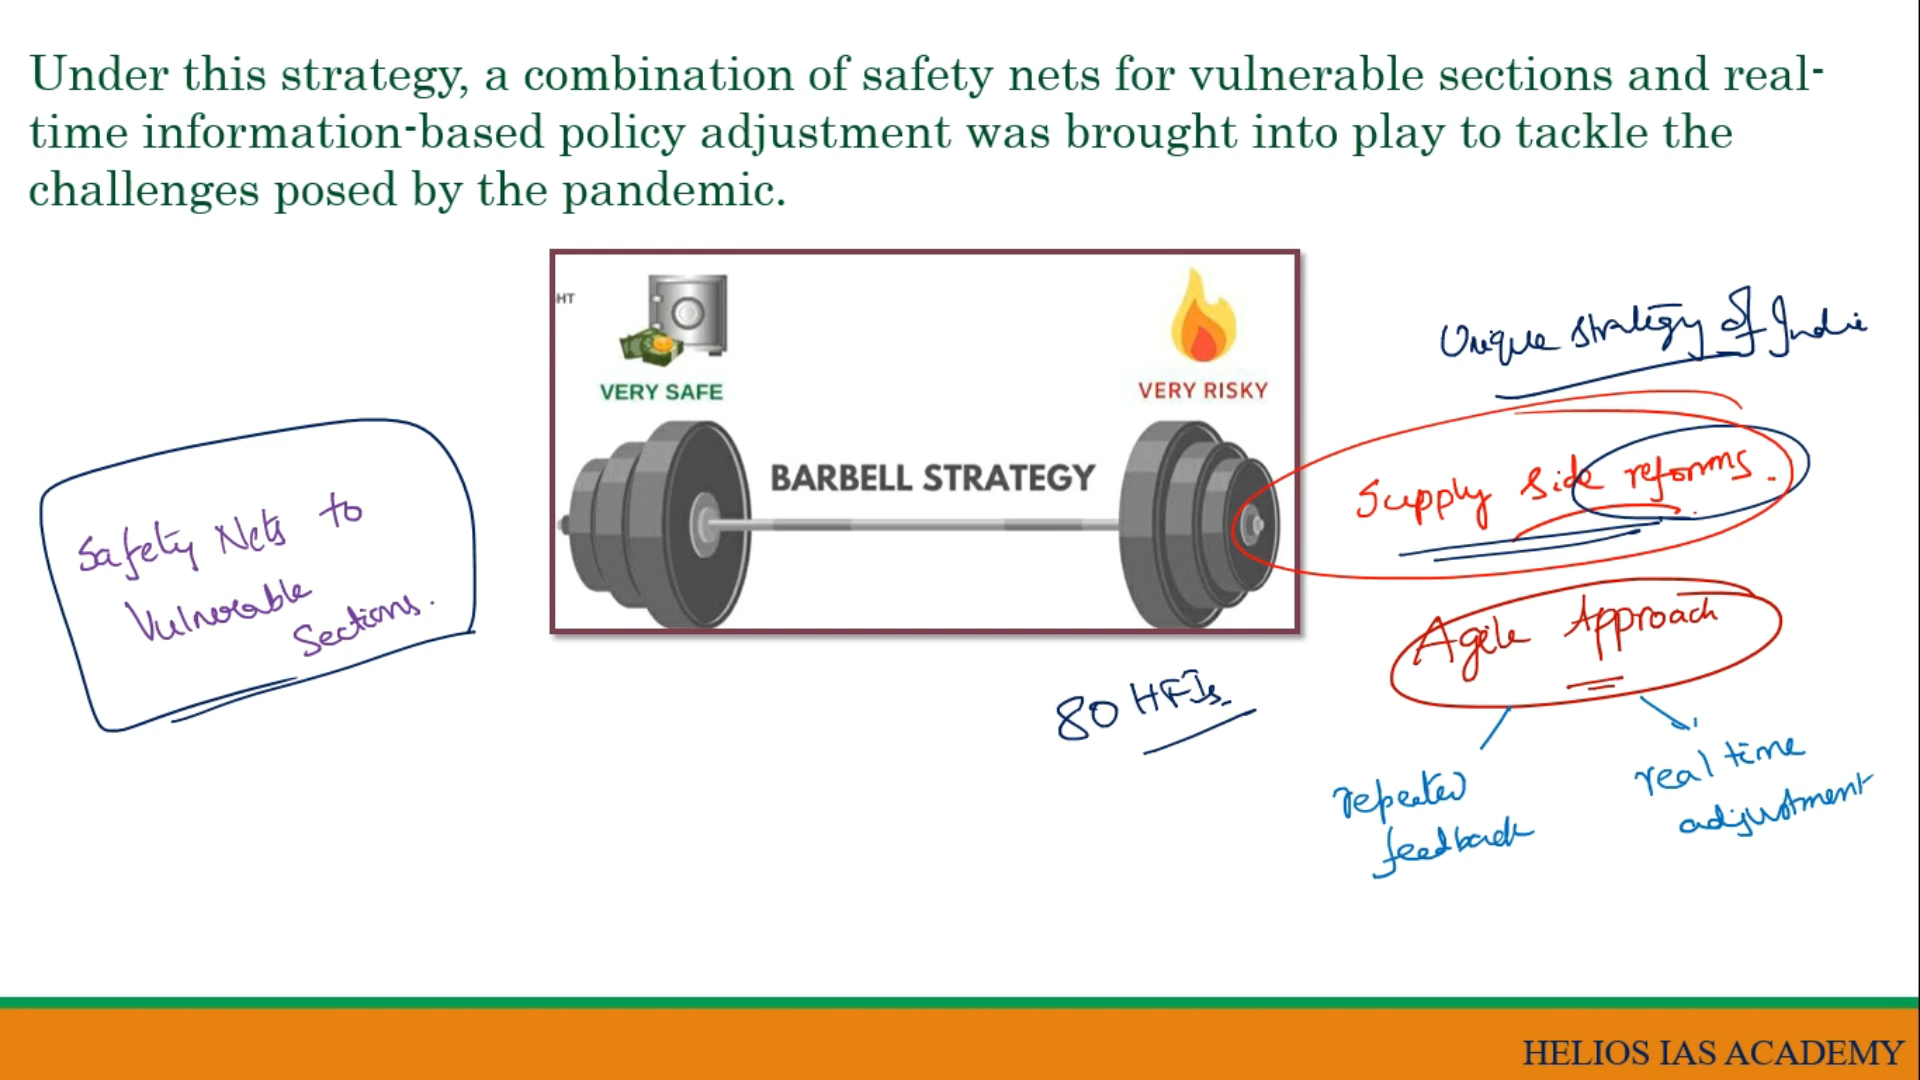 Under this strategy, a combination of safety nets for vulnerable sections and real-
time information-based policy adjustment was brought into play to tackle the
challenges posed by the pandemic.
HT
VERY SAFE
VERY RISKY
BARBELL STRATEGY
Unique strategy of India
Supply side reforms.
Safety Nets to
Vulnerable
Sections.
Agile Approach
80 HFIs
repeated
feedback
real time
adjustment
HELIOS IAS ACADEMY